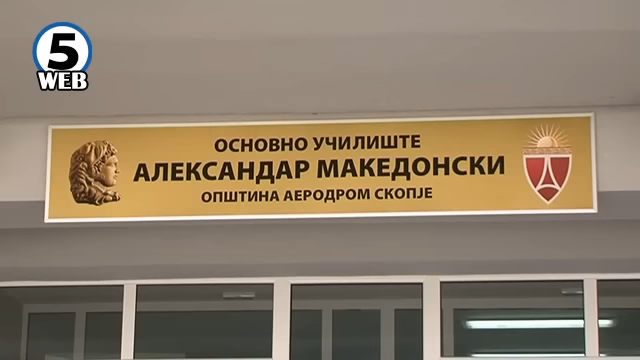 5
WEB
ОСНОВНО УЧИЛИШТЕ
АЛЕКСАНДАР МАКЕДОНСКИ
ОПШТИНА АЕРОДРОМ СКОПЈЕ